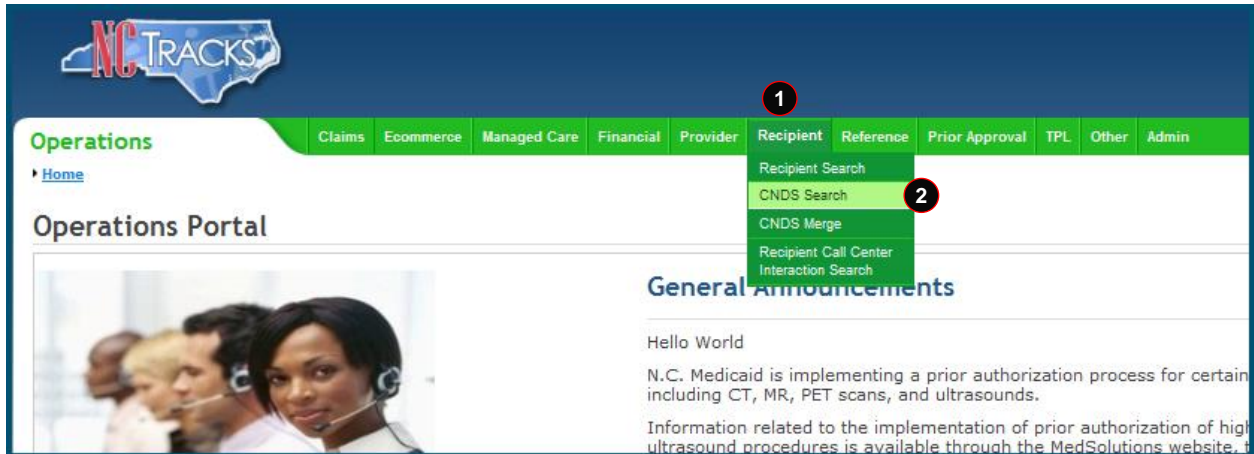 NCTRACKS
1
Operations
Claims Ecommerce Managed Care Financial Provider Recipient Reference Prior Approval TPL Other Admin
Home
Recipient Search
CNDS Search
2
CNDS Merge
Recipient Call Center
Interaction Search
Operations Portal
General Announcements
Hello World
N.C. Medicaid is implementing a prior authorization process for certain
including CT, MR, PET scans, and ultrasounds.
Information related to the implementation of prior authorization of high
ultrasound procedures is available through the MedSolutions website,